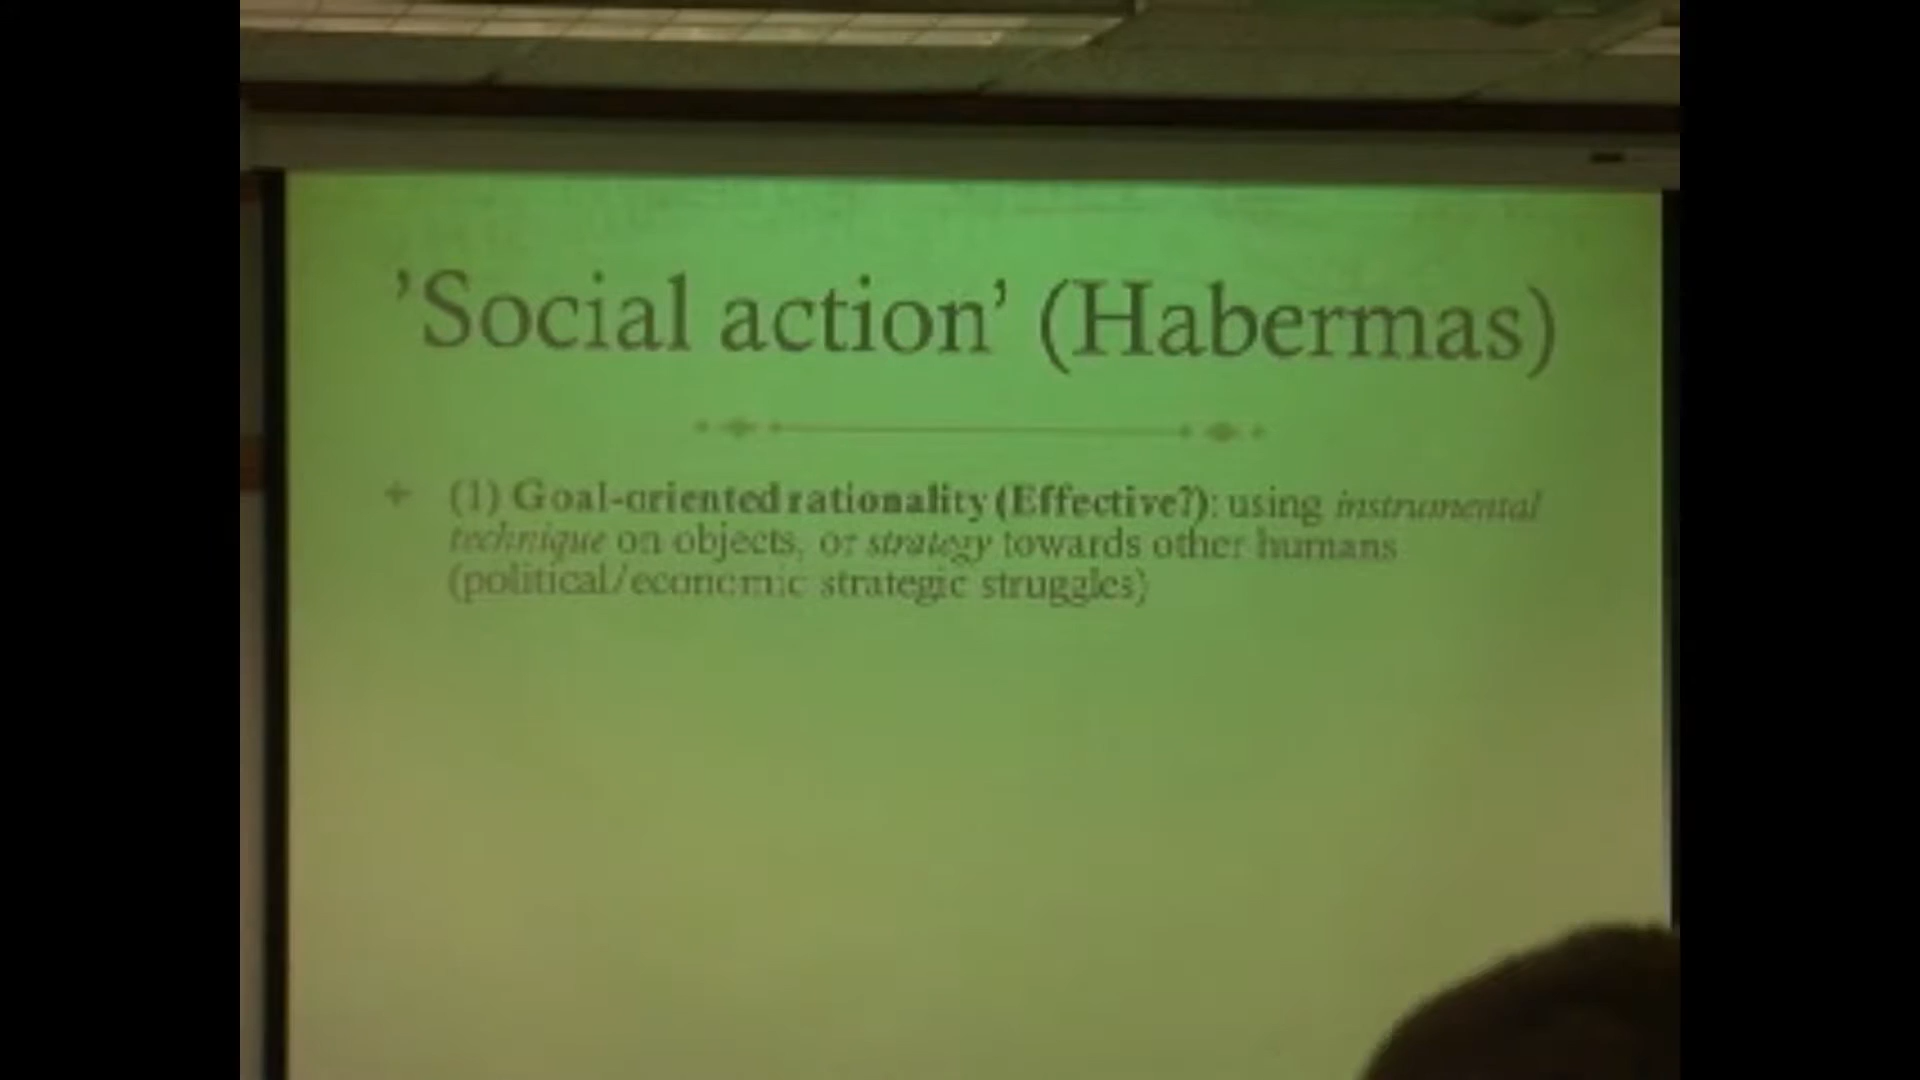 ’Social action’ (Habermas)
(1) Goal-oriented rationality (Effective?): using instrumental
technique on objects, or strategy towards other humans
(political/economic strategic struggles)